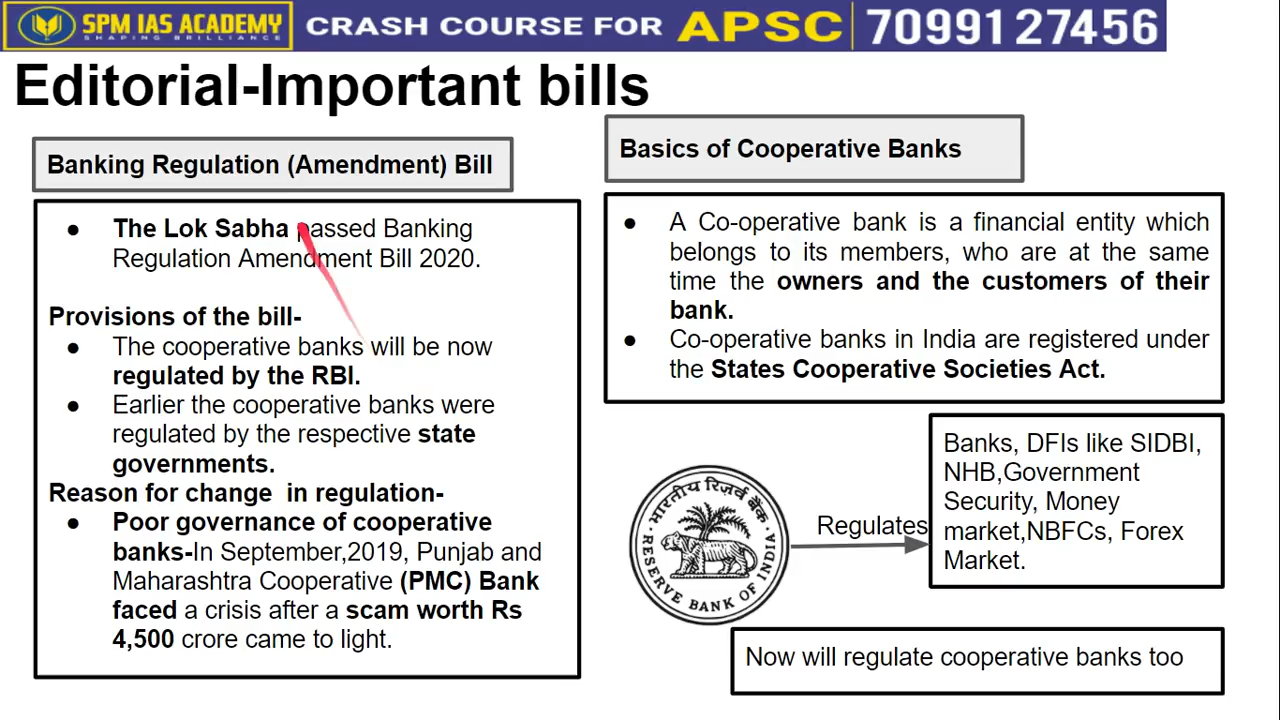 SPM IAS ACADEMY
SHAPING BRILLIANCE
CRASH COURSE FOR APSC 7099127456
Editorial-Important bills
Banking Regulation (Amendment) Bill
● The Lok Sabha passed Banking
Regulation Amendment Bill 2020.
Provisions of the bill-
● The cooperative banks will be now
regulated by the RBI.
● Earlier the cooperative banks were
regulated by the respective state
governments.
Reason for change in regulation-
● Poor governance of cooperative
banks-In September,2019, Punjab and
Maharashtra Cooperative (PMC) Bank
faced a crisis after a scam worth Rs
4,500 crore came to light.
Basics of Cooperative Banks
● A Co-operative bank is a financial entity which
belongs to its members, who are at the same
time the owners and the customers of their
bank.
● Co-operative banks in India are registered under
the States Cooperative Societies Act.
भारतीय रिज़र्व बैंक
RESERVE BANK OF INDIA
Regulates
Banks, DFIs like SIDBI,
NHB,Government
Security, Money
market,NBFCs, Forex
Market.
Now will regulate cooperative banks too